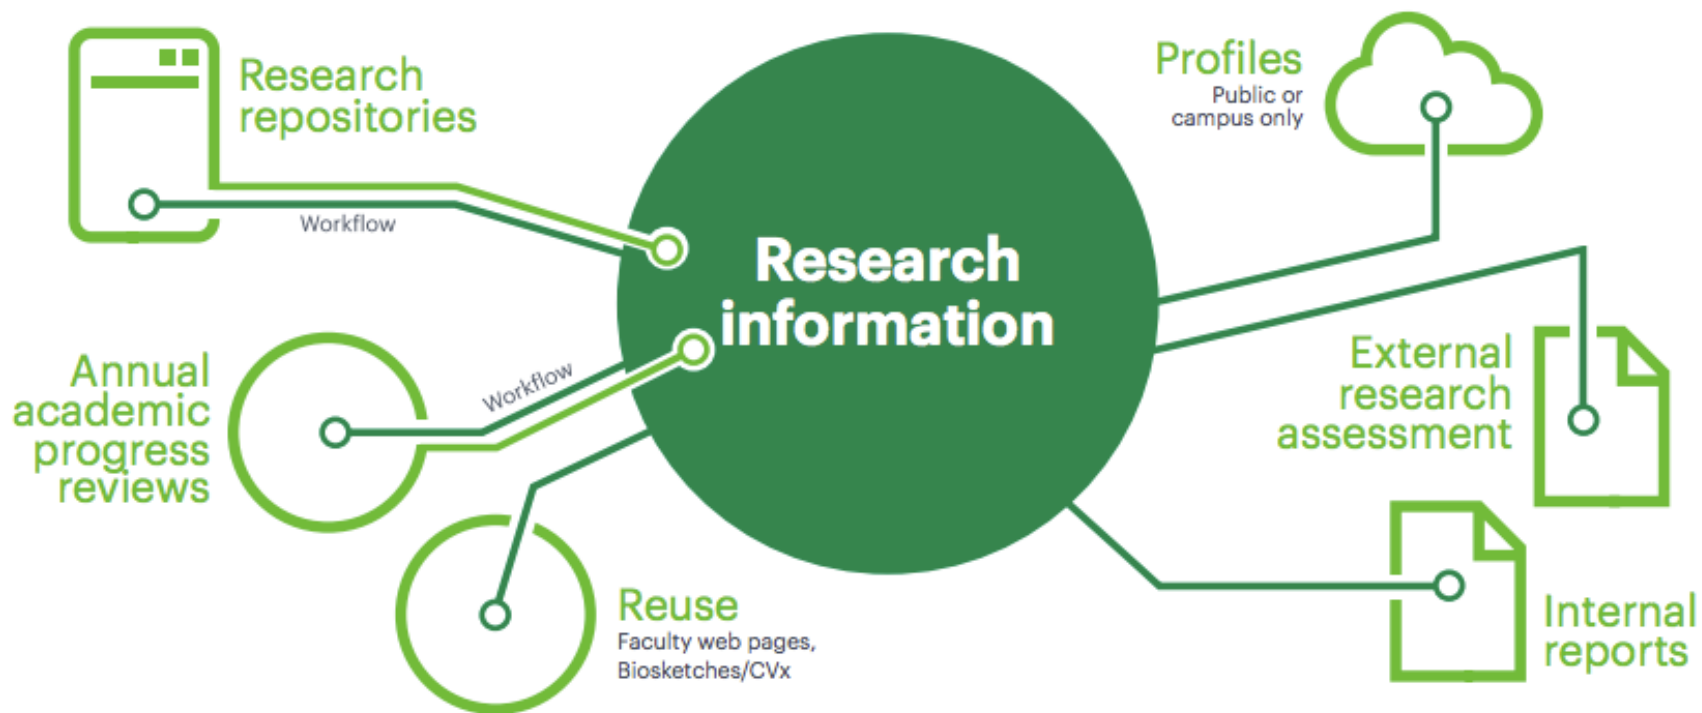 Research
repositories
Workflow
Annual
academic
progress
reviews
Workflow
Reuse
Faculty web pages,
Biosketches/CVx
Research
information
Profiles
Public or
campus only
External
research
assessment
Internal
reports